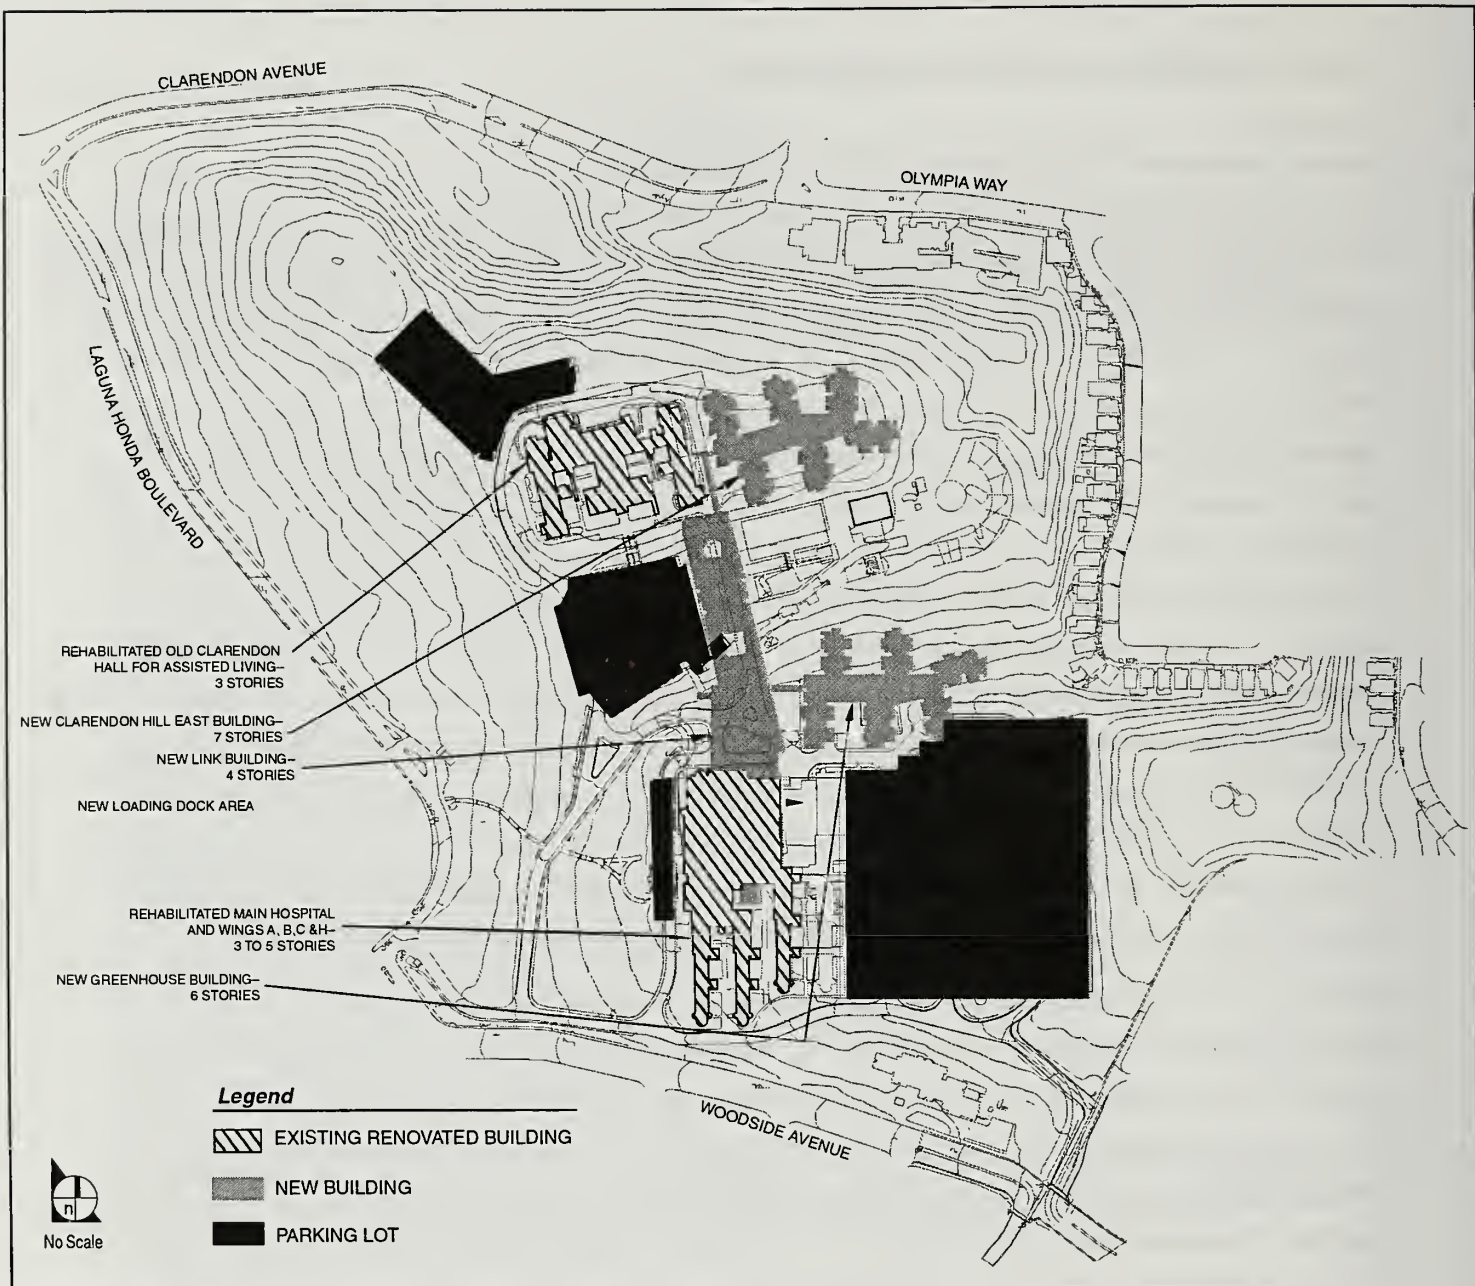 CLARENDON AVENUE
OLYMPIA WAY
LAGUNA HONDA BOULEVARD
REHABILITATED OLD CLARENDON
HALL FOR ASSISTED LIVING–
3 STORIES
NEW CLARENDON HILL EAST BUILDING–
7 STORIES
NEW LINK BUILDING–
4 STORIES
NEW LOADING DOCK AREA
REHABILITATED MAIN HOSPITAL
AND WINGS A, B,C &H–
3 TO 5 STORIES
NEW GREENHOUSE BUILDING–
6 STORIES
WOODSIDE AVENUE
Legend
EXISTING RENOVATED BUILDING
NEW BUILDING
PARKING LOT
n
No Scale